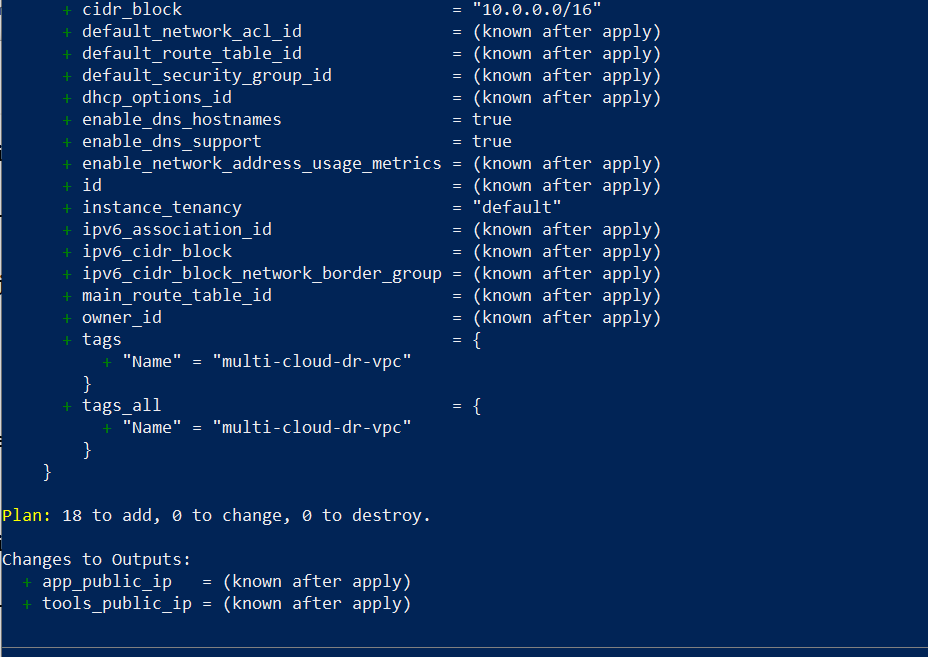 + cidr_block = "10.0.0.0/16"
+ default_network_acl_id = (known after apply)
+ default_route_table_id = (known after apply)
+ default_security_group_id = (known after apply)
+ dhcp_options_id = (known after apply)
+ enable_dns_hostnames = true
+ enable_dns_support = true
+ enable_network_address_usage_metrics = (known after apply)
+ id = (known after apply)
+ instance_tenancy = "default"
+ ipv6_association_id = (known after apply)
+ ipv6_cidr_block = (known after apply)
+ ipv6_cidr_block_network_border_group = (known after apply)
+ main_route_table_id = (known after apply)
+ owner_id = (known after apply)
+ tags = {
+ "Name" = "multi-cloud-dr-vpc"
}
+ tags_all = {
+ "Name" = "multi-cloud-dr-vpc"
}
}
Plan: 18 to add, 0 to change, 0 to destroy.
Changes to Outputs:
+ app_public_ip = (known after apply)
+ tools_public_ip = (known after apply)